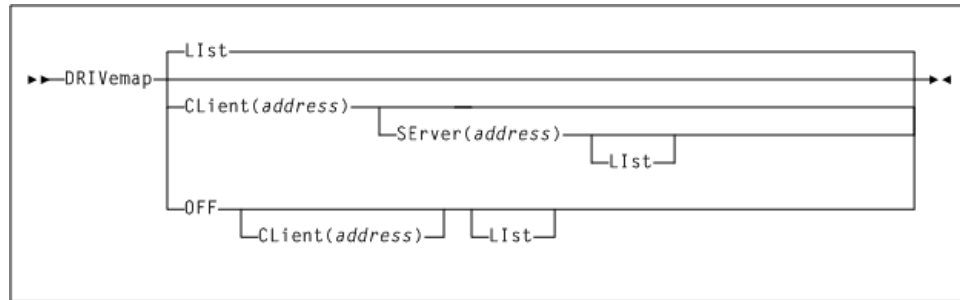 LIst
DRIVemap
CLient(address)
SErver(address)
LIst
OFF
CLient(address)
LIst